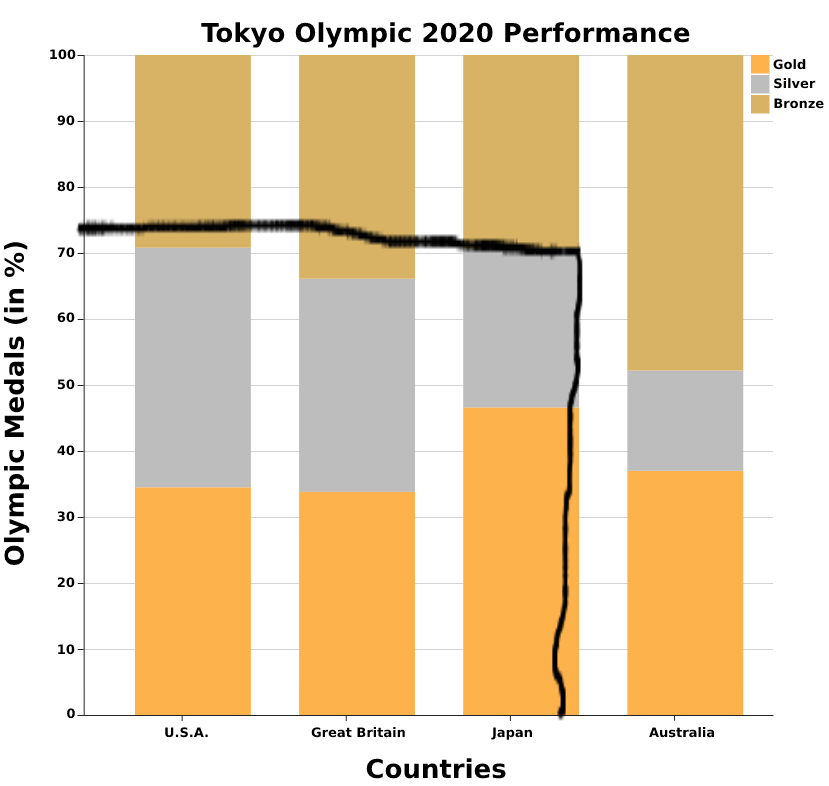 Tokyo Olympic 2020 Performance
Gold
Silver
Bronze
100
90
80
70
60
50
40
30
20
10
0
Olympic Medals (in %)
U.S.A.
Great Britain
Japan
Australia
Countries